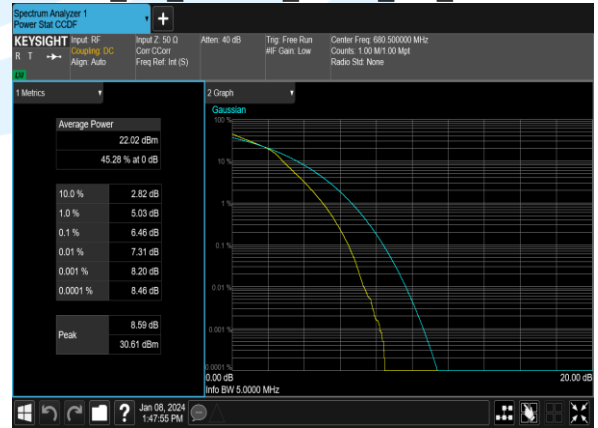 Spectrum Analyzer 1
Power Stat CCDF
KEYSIGHT
R T
Input: RF
Coupling: DC
Align: Auto
Input Z: 50 Ω
Corr CCorr
Freq Ref: Int (S)
Atten: 40 dB
Trig: Free Run
#IF Gain: Low
Center Freq: 680.500000 MHz
Counts: 1.00 M/1.00 Mpt
Radio Std: None
1 Metrics
Average Power
22.02 dBm
45.28 % at 0 dB
10.0 % 2.82 dB
1.0 % 5.03 dB
0.1 % 6.46 dB
0.01 % 7.31 dB
0.001 % 8.20 dB
0.0001 % 8.46 dB
Peak
8.59 dB
30.61 dBm
2 Graph
Gaussian
100 %
10 %
1 %
0.1 %
0.01 %
0.001 %
0.0001 %
0.00 dB 20.00 dB
Info BW 5.0000 MHz
?
Jan 08, 2024
1:47:55 PM